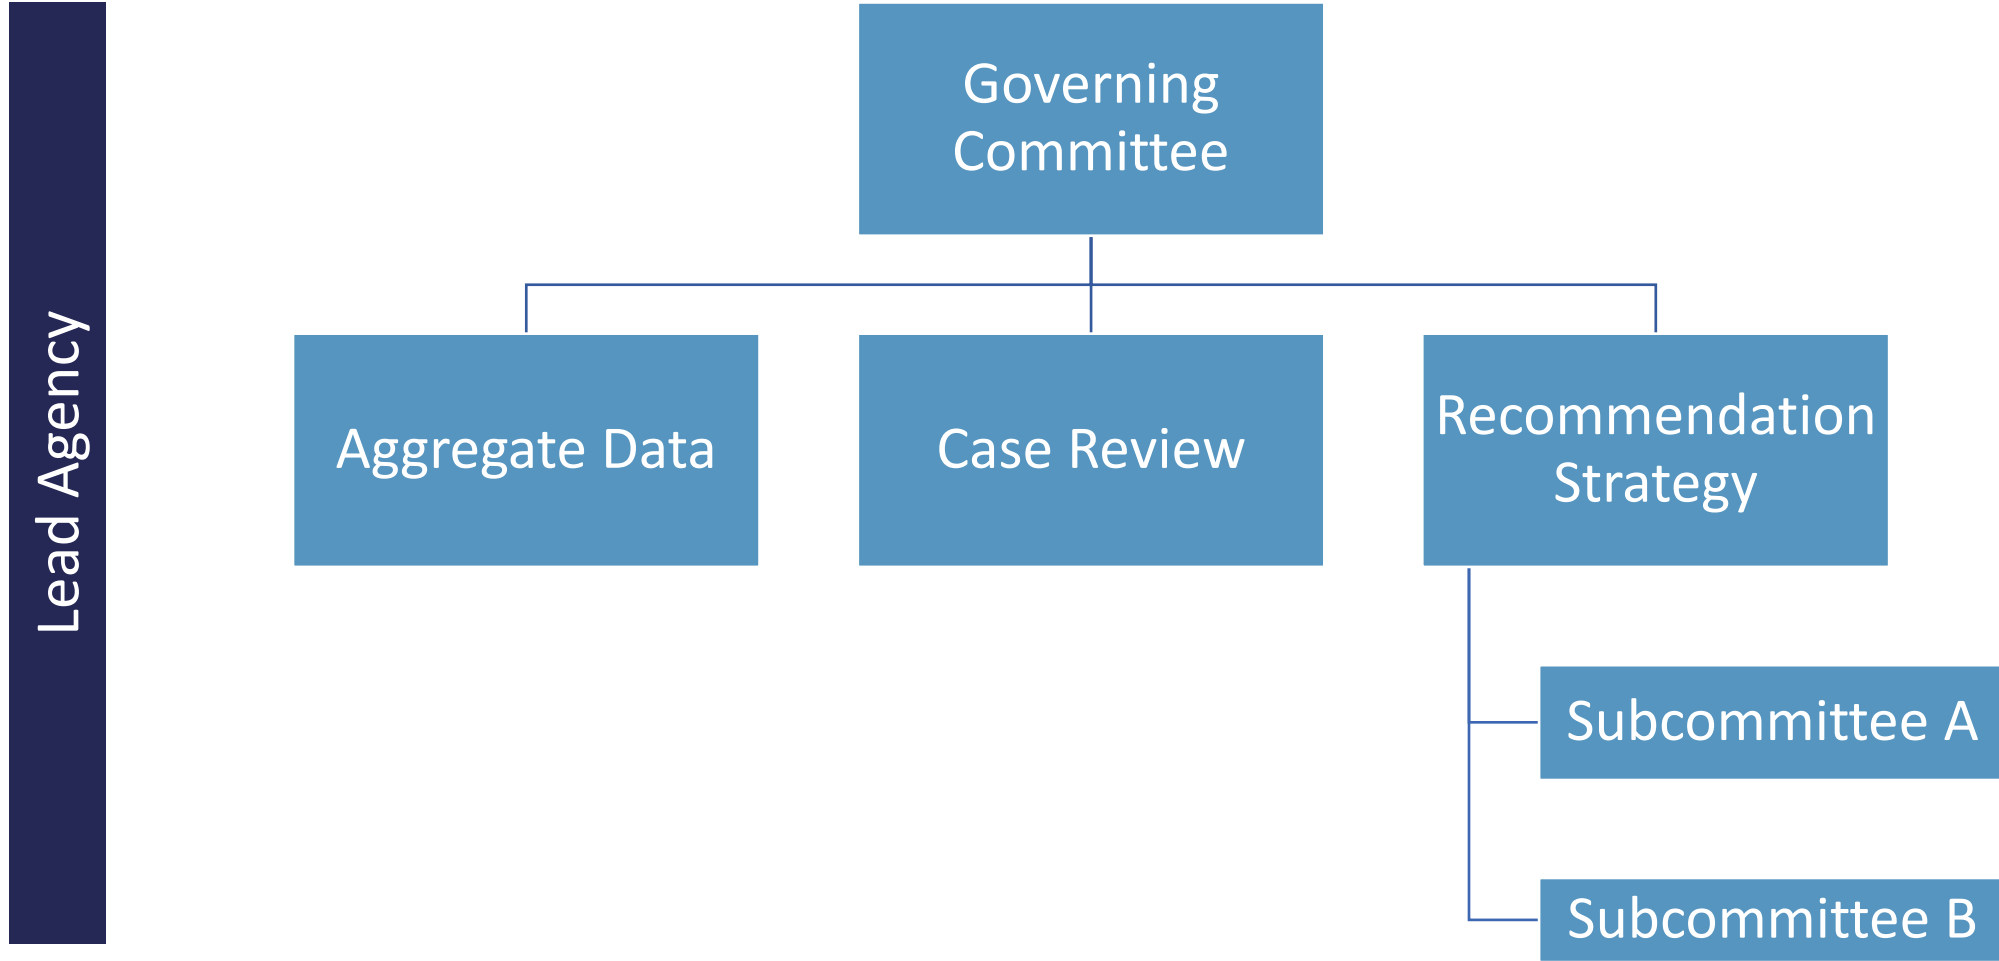 Lead Agency
Governing
Committee
Aggregate Data
Case Review
Recommendation
Strategy
Subcommittee A
Subcommittee B